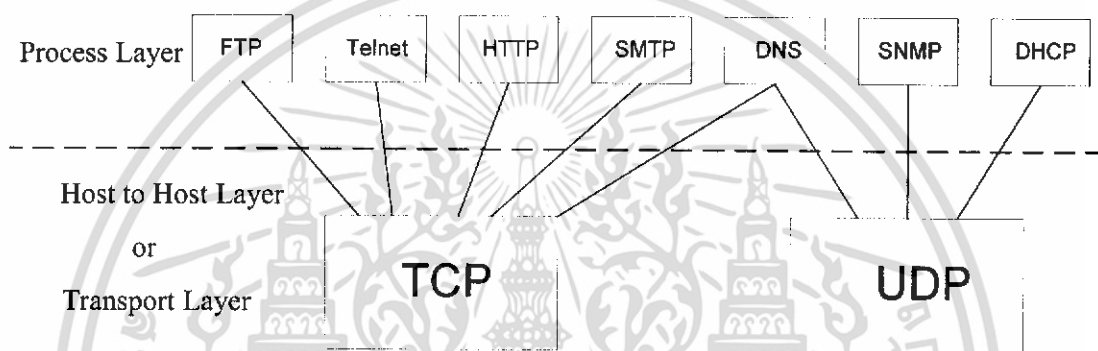 Process Layer
FTP
Telnet
HTTP
SMTP
DNS
SNMP
DHCP
Host to Host Layer
or
Transport Layer
TCP
UDP